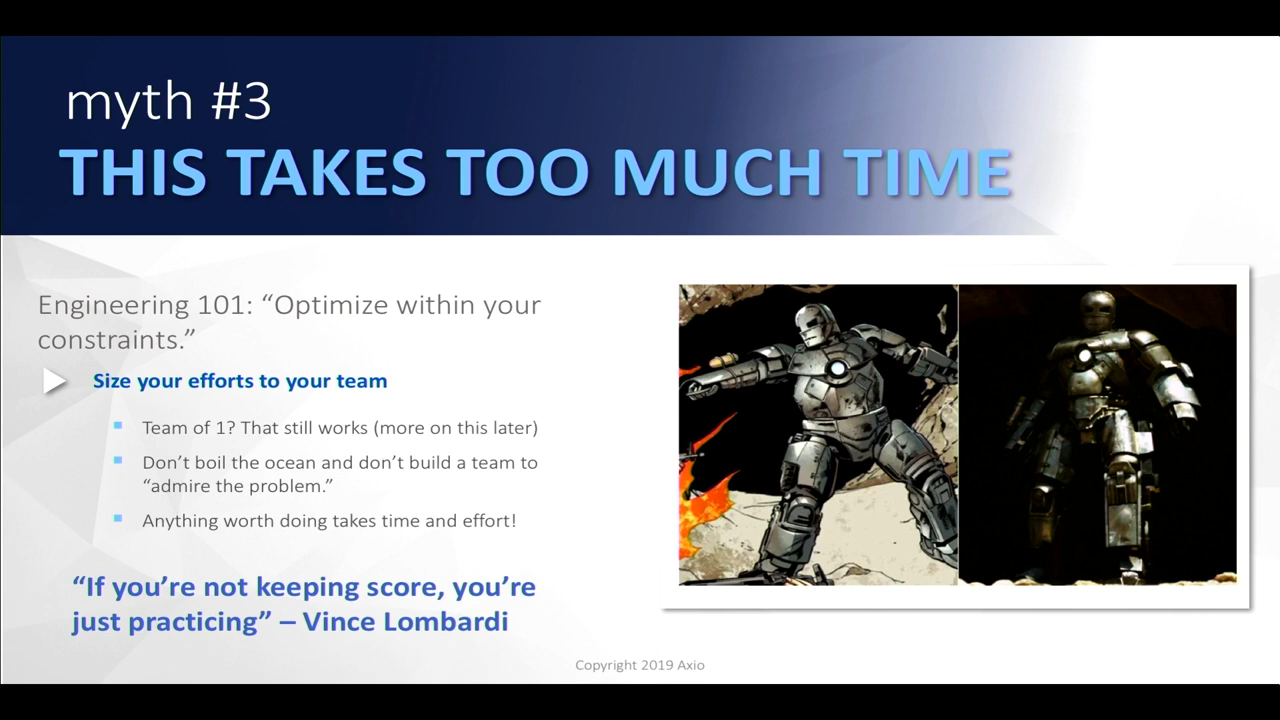 myth #3
THIS TAKES TOO MUCH TIME
Engineering 101: “Optimize within your
constraints.”
Size your efforts to your team
Team of 1? That still works (more on this later)
Don’t boil the ocean and don’t build a team to
“admire the problem.”
Anything worth doing takes time and effort!
“If you’re not keeping score, you’re
just practicing” – Vince Lombardi
Copyright 2019 Axio